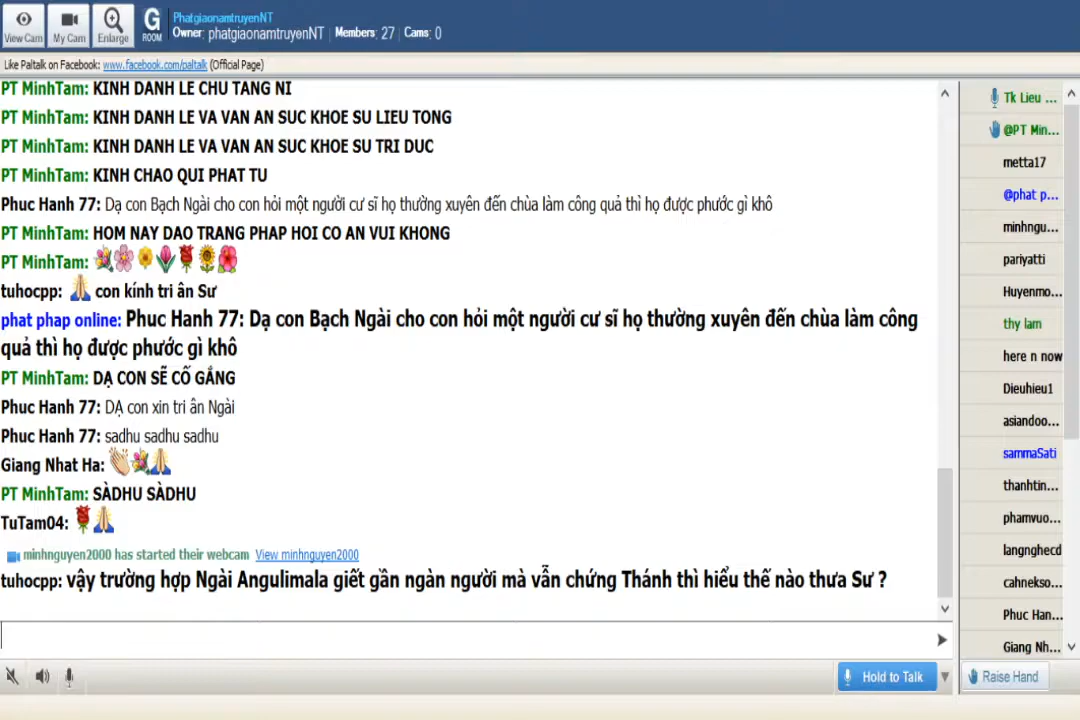 PhatgiaonamtruyenNT
Owner: phatgiaonamtruyenNT | Members: 27 | Cams: 0
View Cam My Cam Enlarge G ROOM
Like Paltalk on Facebook: www.facebook.com/paltalk (Official Page)
PT MinhTam: KINH DANH LE CHU TANG NI
PT MinhTam: KINH DANH LE VA VAN AN SUC KHOE SU LIEU TONG
PT MinhTam: KINH DANH LE VA VAN AN SUC KHOE SU TRI DUC
PT MinhTam: KINH CHAO QUI PHAT TU
Phuc Hanh 77: Dạ con Bạch Ngài cho con hỏi một người cư sĩ họ thường xuyên đến chùa làm công quả thì họ được phước gì khô
PT MinhTam: HOM NAY DAO TRANG PHAP HOI CO AN VUI KHONG
PT MinhTam:
tuhocpp: con kính tri ân Sư
phat phap online: Phuc Hanh 77: Dạ con Bạch Ngài cho con hỏi một người cư sĩ họ thường xuyên đến chùa làm công
quả thì họ được phước gì khô
PT MinhTam: DẠ CON SẼ CỐ GẮNG
Phuc Hanh 77: DẠ con xin tri ân Ngài
Phuc Hanh 77: sadhu sadhu sadhu
Giang Nhat Ha:
PT MinhTam: SÀDHU SÀDHU
TuTam04:
minhnguyen2000 has started their webcam View minhnguyen2000
tuhocpp: vậy trường hợp Ngài Angulimala giết gần ngàn người mà vẫn chứng Thánh thì hiểu thế nào thưa Sư ?
Hold to Talk
Tk Lieu ...
@PT Min...
metta17
@phat p...
minhngu...
pariyatti
Huyenmo...
thy lam
here n now
Dieuhieu1
asiandoo...
sammaSati
thanhtin...
phamvuo...
langnghecd
cahnekso...
Phuc Han...
Giang Nh...
Raise Hand